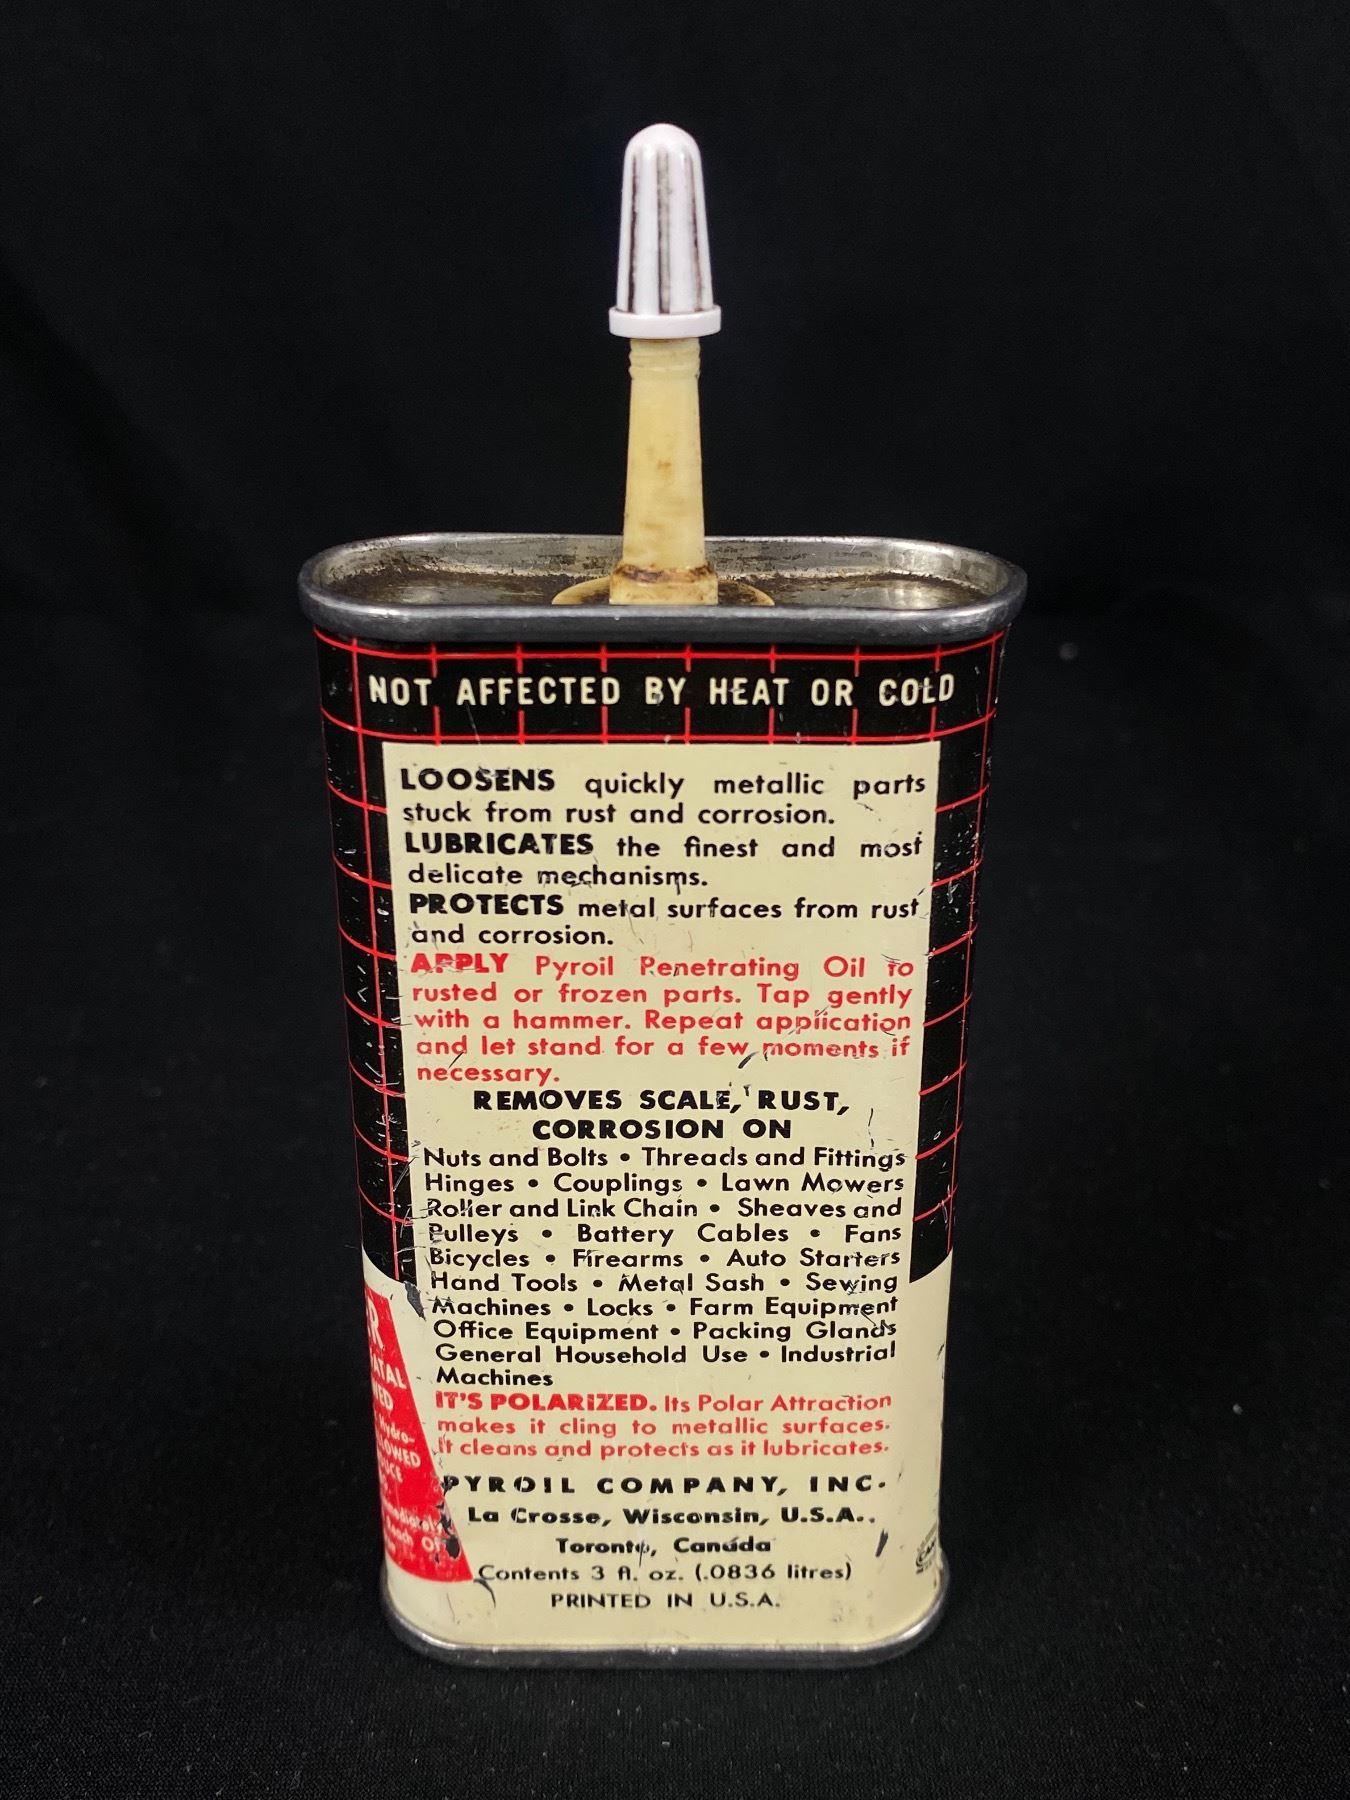 NOT AFFECTED BY HEAT OR COLD
LOOSENS quickly metallic parts
stuck from rust and corrosion.
LUBRICATES the finest and most
delicate mechanisms.
PROTECTS metal surfaces from rust
and corrosion.
APPLY Pyroil Penetrating Oil to
rusted or frozen parts. Tap gently
with a hammer. Repeat application
and let stand for a few moments if
necessary.
REMOVES SCALE, RUST,
CORROSION ON
Nuts and Bolts • Threads and Fittings
Hinges • Couplings • Lawn Mowers
Roller and Link Chain • Sheaves and
Pulleys • Battery Cables • Fans
Bicycles • Firearms • Auto Starters
Hand Tools • Metal Sash • Sewing
Machines • Locks • Farm Equipment
Office Equipment • Packing Glands
General Household Use • Industrial
Machines
IT'S POLARIZED. Its Polar Attraction
makes it cling to metallic surfaces.
It cleans and protects as it lubricates.
PYROIL COMPANY, INC.
La Crosse, Wisconsin, U.S.A.,
Toronto, Canada
Contents 3 fl. oz. (.0836 litres)
PRINTED IN U.S.A.